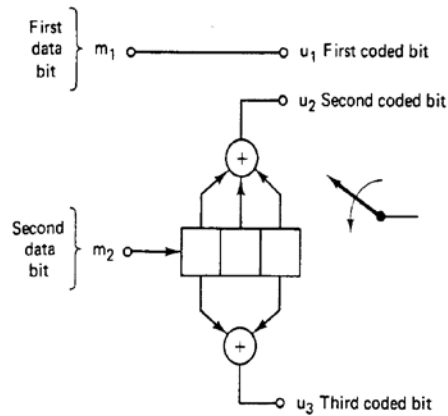 First
data
bit
m1
u1 First coded bit
u2 Second coded bit
+
Second
data
bit
m2
+
u3 Third coded bit